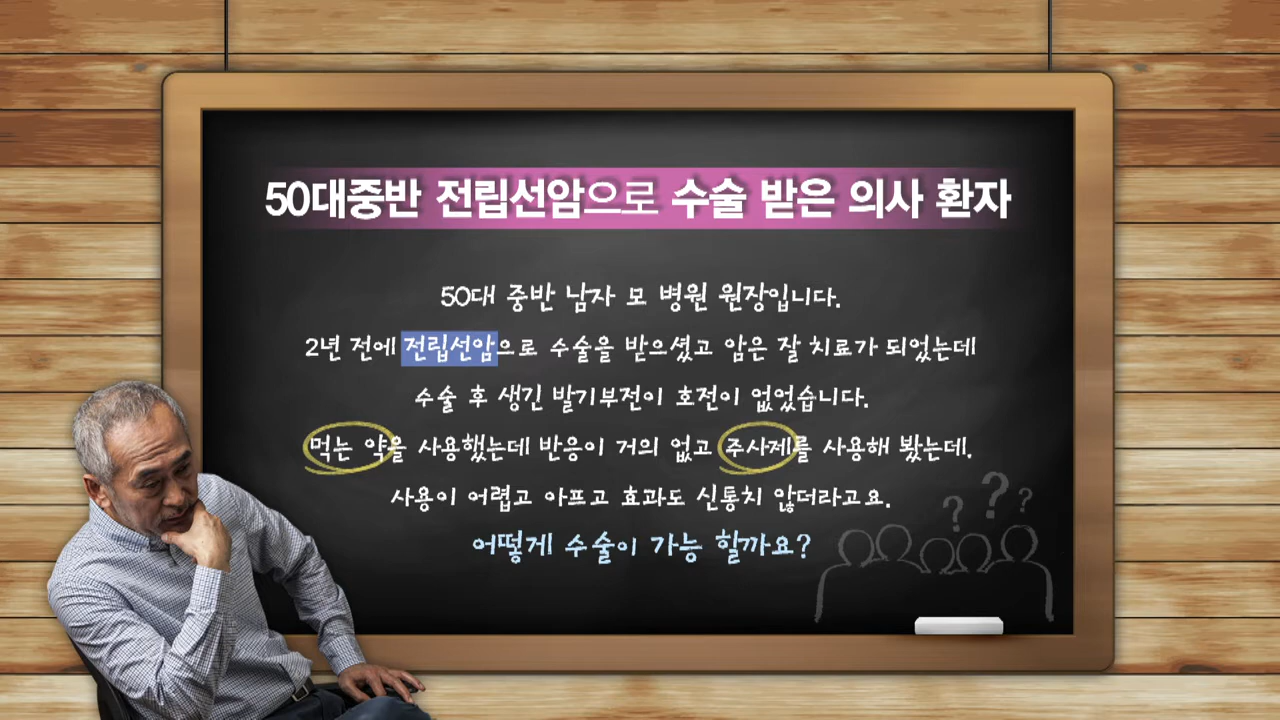 50대중반 전립선암으로 수술 받은 의사 환자
50대 중반 남자 모 병원 원장입니다.
2년 전에 전립선암으로 수술을 받으셨고 암은 잘 치료가 되었는데
수술 후 생긴 발기부전이 호전이 없었습니다.
먹는 약을 사용했는데 반응이 거의 없고 주사제를 사용해 봤는데.
사용이 어렵고 아프고 효과도 신통치 않더라고요.
어떻게 수술이 가능 할까요?
???